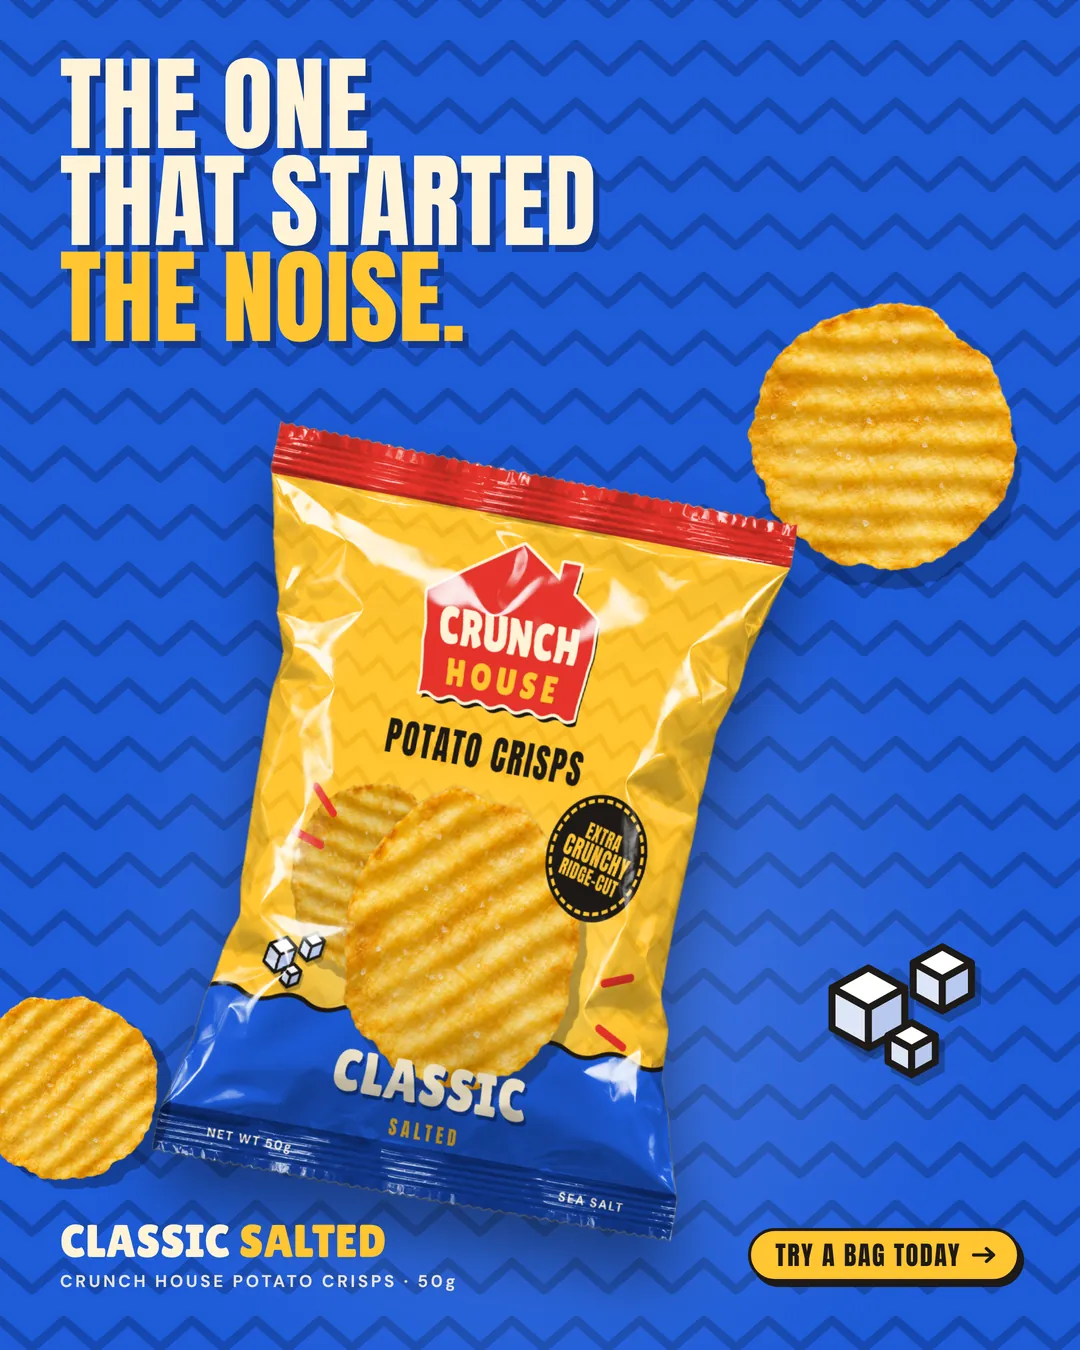 THE ONE
THAT STARTED
THE NOISE.
CRUNCH
HOUSE
POTATO CRISPS
EXTRA
CRUNCHY
RIDGE-CUT
CLASSIC
SALTED
NET WT 50g
SEA SALT
CLASSIC SALTED
CRUNCH HOUSE POTATO CRISPS · 50g
TRY A BAG TODAY →